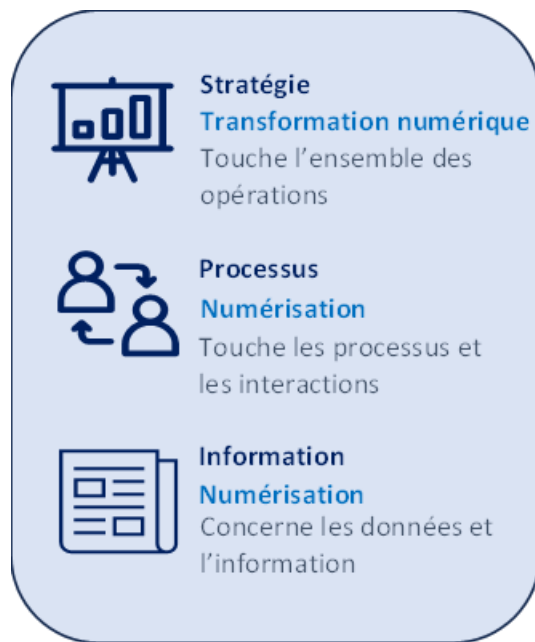 Stratégie
Transformation numérique
Touche l’ensemble des
opérations
Processus
Numérisation
Touche les processus et
les interactions
Information
Numérisation
Concerne les données et
l’information